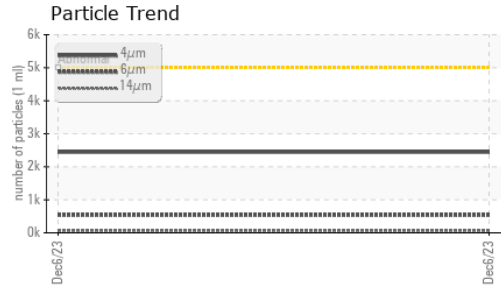 Particle Trend
number of particles (1 ml)
6k
5k
4k
3k
2k
1k
0k
Abnormal
4µm
6µm
14µm
Dec6/23
Dec6/23